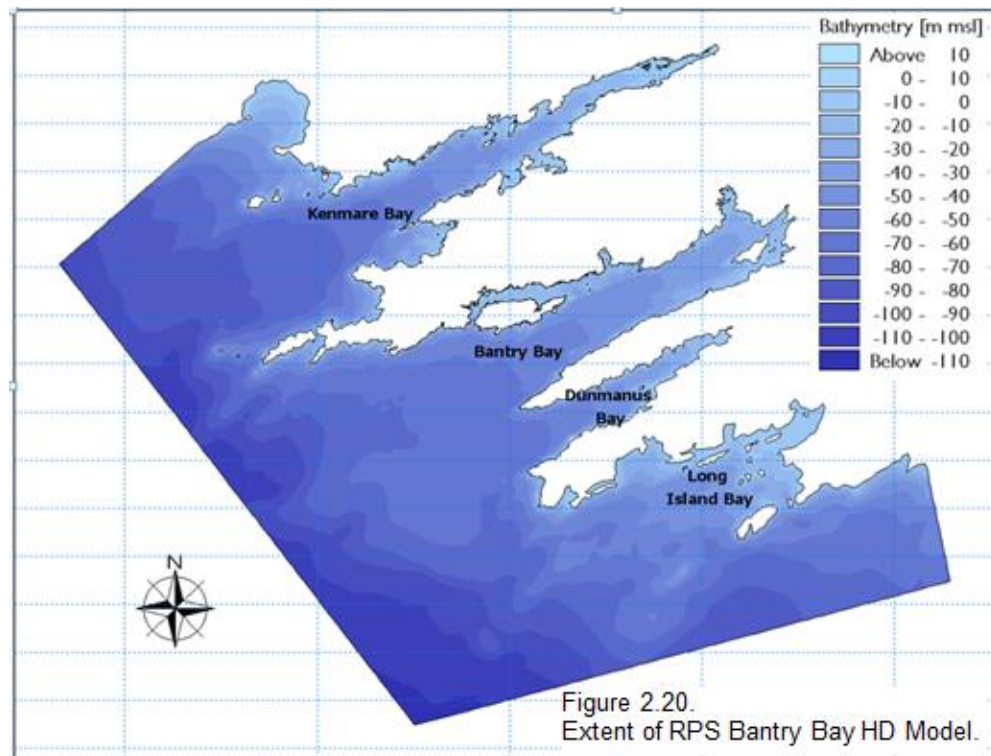 Bathymetry [m msl]
Above 10
0 - 10
-10 - 0
-20 - -10
-30 - -20
-40 - -30
-50 - -40
-60 - -50
-70 - -60
-80 - -70
-90 - -80
-100 - -90
-110 - -100
Below -110
Kenmare Bay
Bantry Bay
Dunmanus
Bay
Long
Island Bay
N
Figure 2.20.
Extent of RPS Bantry Bay HD Model.